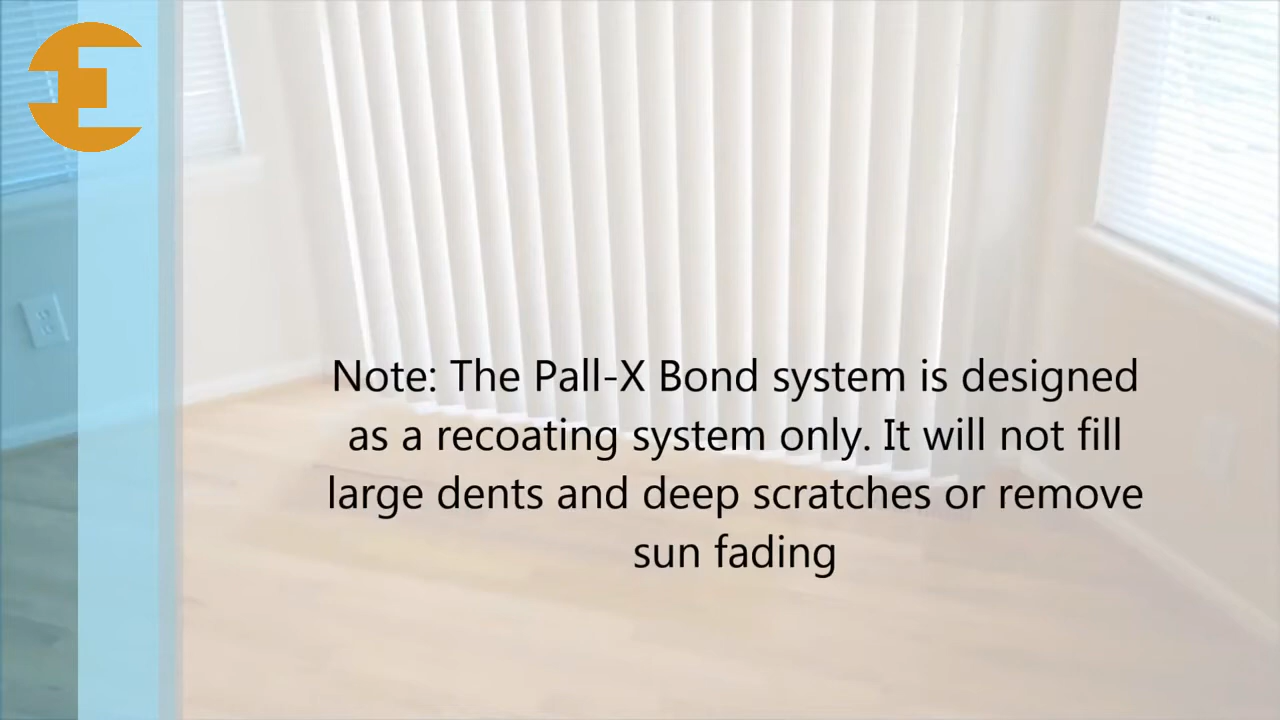 Note: The Pall-X Bond system is designed
as a recoating system only. It will not fill
large dents and deep scratches or remove
sun fading